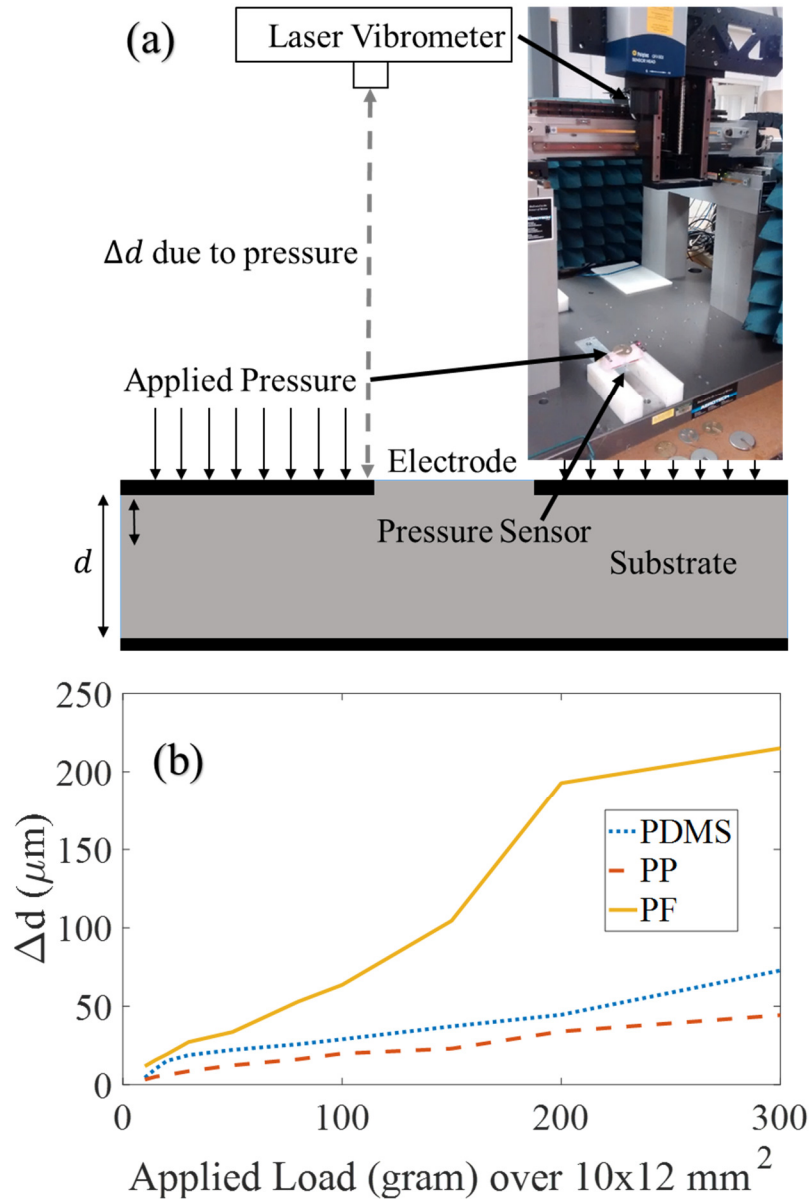 (a)
Laser Vibrometer
Δd due to pressure
Applied Pressure
Electrode
Pressure Sensor
d
Substrate
(b)
250
200
150
100
50
0
Δd (μm)
PDMS
PP
PF
0
100
200
300
Applied Load (gram) over 10x12 mm²